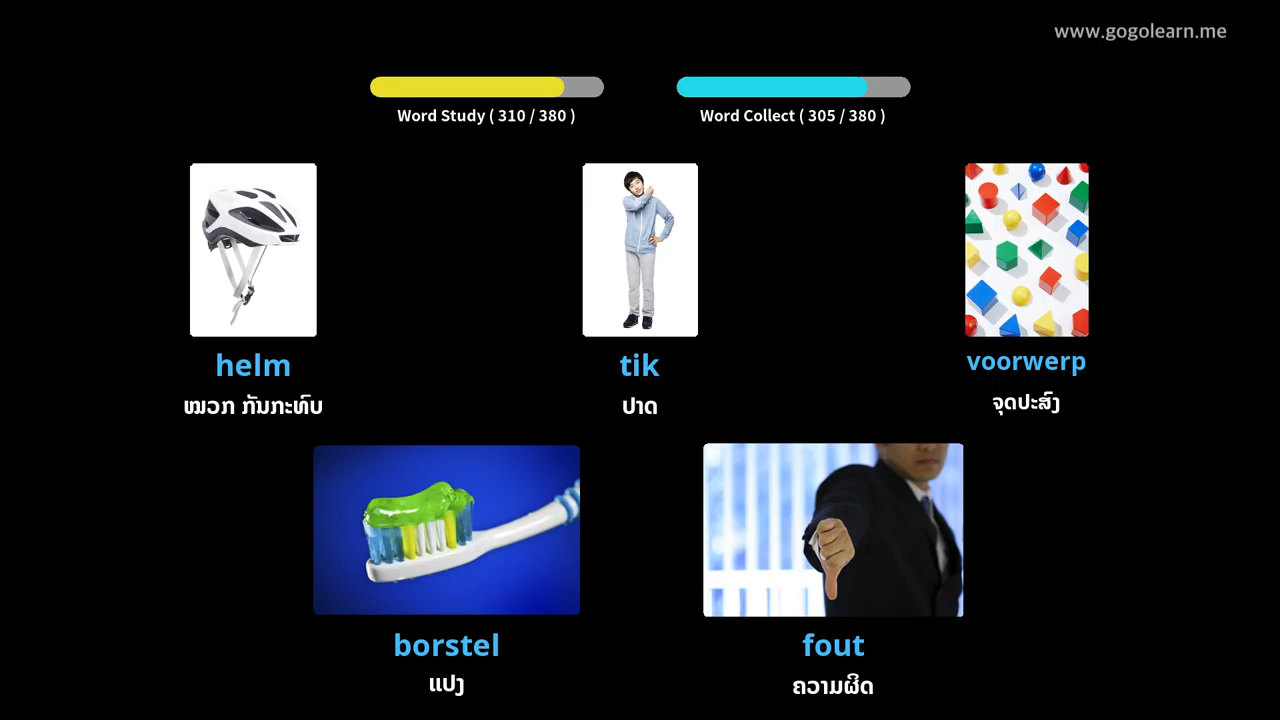 www.gogolearn.me
Word Study ( 310 / 380 )
Word Collect ( 305 / 380 )
helm
ໝວກ ກັນກະທົບ
tik
ປາດ
voorwerp
ຈຸດປະສົງ
borstel
ແປງ
fout
ຄວາມຜິດ